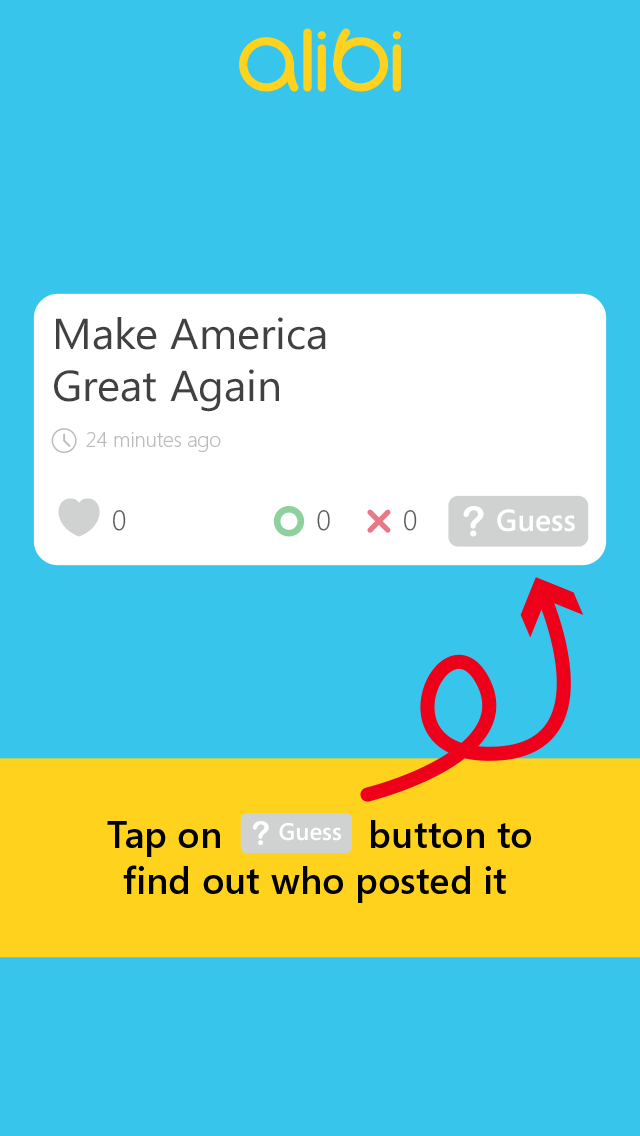 alibi
Make America
Great Again
24 minutes ago
0 0 0 ? Guess
Tap on ? Guess button to
find out who posted it